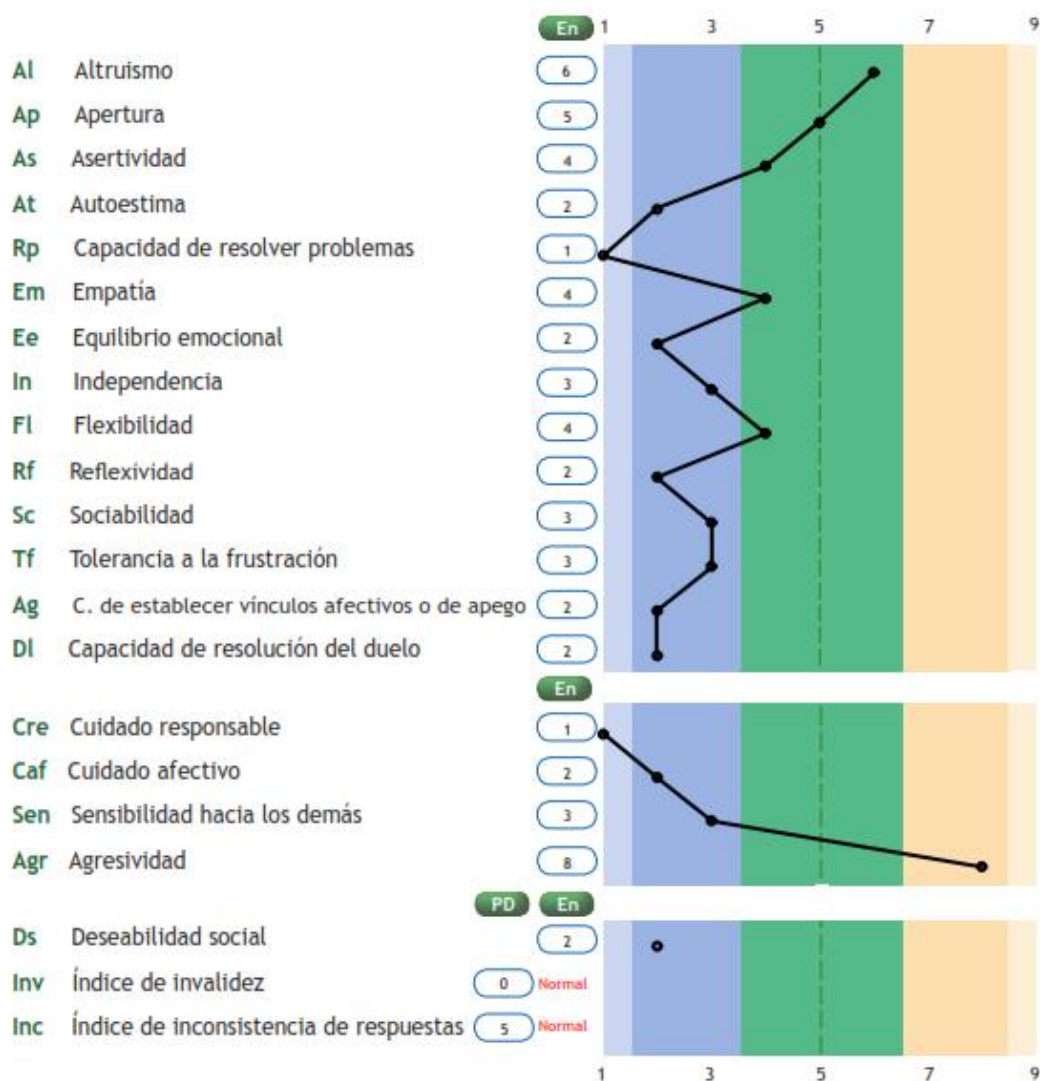 En 1 3 5 7 9
Al Altruismo 6
Ap Apertura 5
As Asertividad 4
At Autoestima 2
Rp Capacidad de resolver problemas 1
Em Empatía 4
Ee Equilibrio emocional 2
In Independencia 3
Fl Flexibilidad 4
Rf Reflexividad 2
Sc Sociabilidad 3
Tf Tolerancia a la frustración 3
Ag C. de establecer vínculos afectivos o de apego 2
Dl Capacidad de resolución del duelo 2
En
Cre Cuidado responsable 1
Caf Cuidado afectivo 2
Sen Sensibilidad hacia los demás 3
Agr Agresividad 8
PD En
Ds Deseabilidad social 2
Inv Índice de invalidez 0 Normal
Inc Índice de inconsistencia de respuestas 5 Normal
1 3 5 7 9